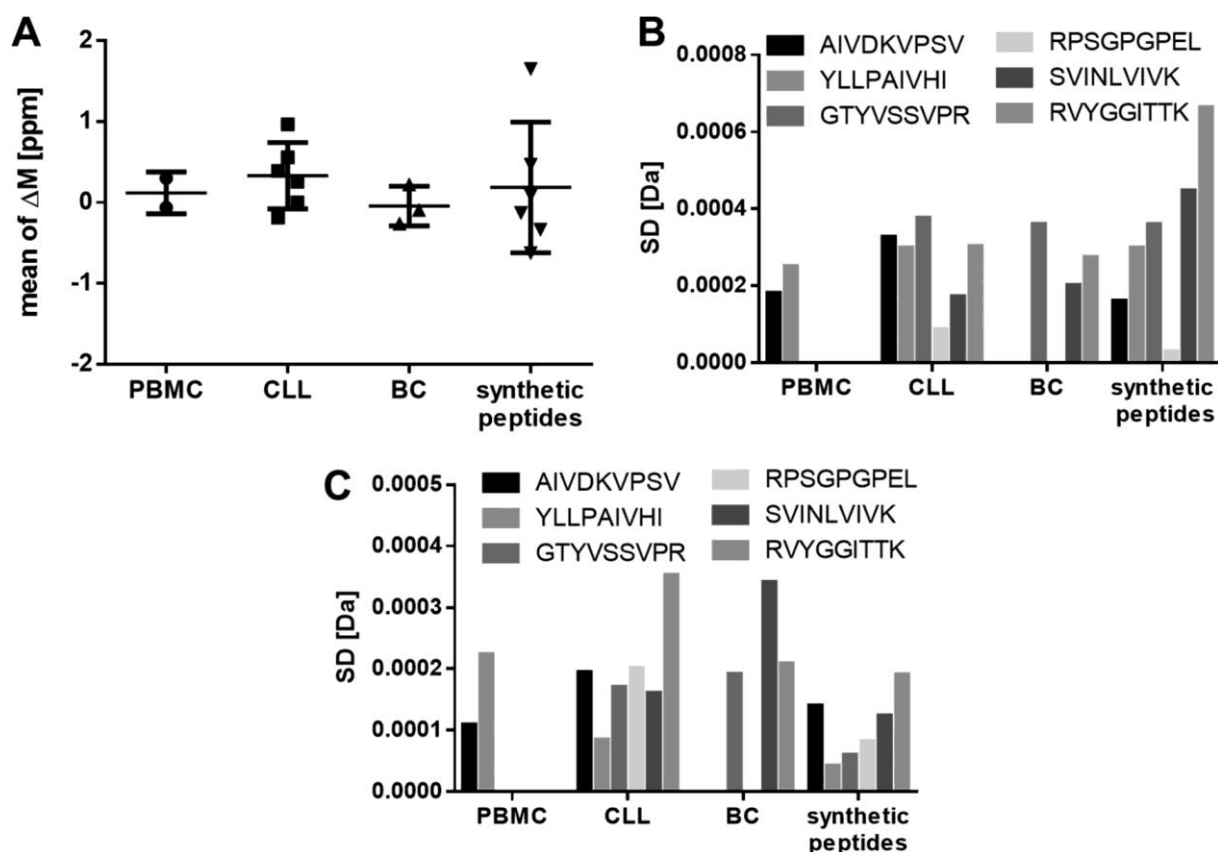 A
mean of ΔM [ppm]
2
1
0
-1
-2
PBMC
CLL
BC
synthetic
peptides
B
SD [Da]
0.0008
0.0006
0.0004
0.0002
0.0000
AIVDKVPSV
YLLPAIVHI
GTYVSSVPR
RPSGPGPEL
SVINLVIVK
RVYGGITTK
PBMC
CLL
BC
synthetic
peptides
C
SD [Da]
0.0005
0.0004
0.0003
0.0002
0.0001
0.0000
AIVDKVPSV
YLLPAIVHI
GTYVSSVPR
RPSGPGPEL
SVINLVIVK
RVYGGITTK
PBMC
CLL
BC
synthetic
peptides